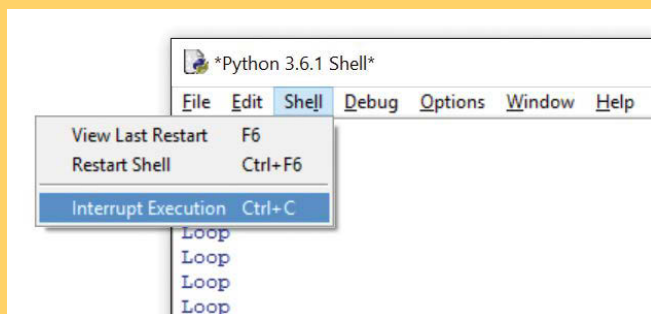 *Python 3.6.1 Shell*
File Edit Shell Debug Options Window Help
View Last Restart F6
Restart Shell Ctrl+F6
Interrupt Execution Ctrl+C
Loop
Loop
Loop
Loop